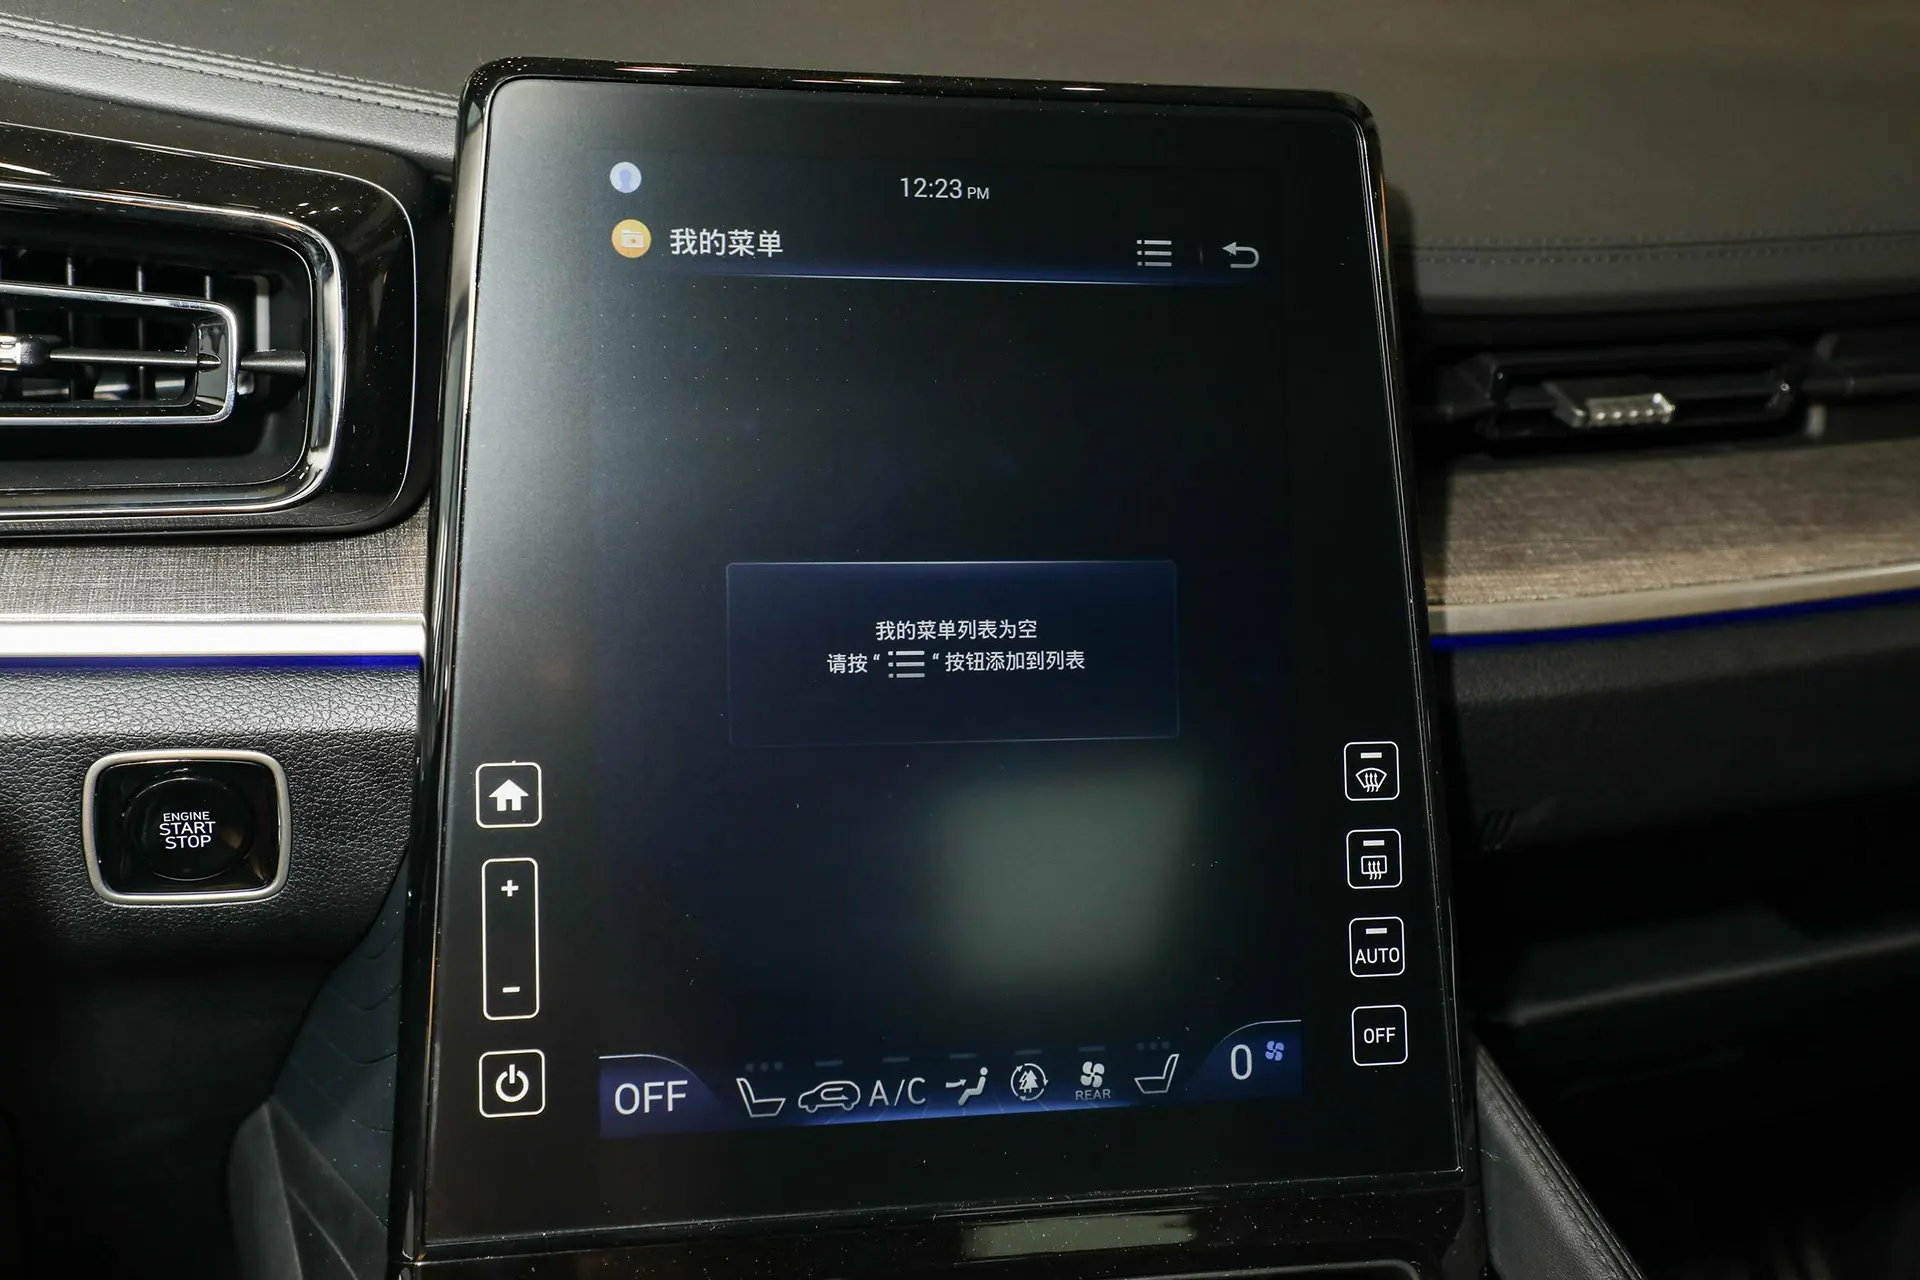 12:23 PM
我的菜单
我的菜单列表为空
请按“ “按钮添加到列表
ENGINE
START
STOP
+
-
AUTO
OFF
OFF
A/C
REAR
0